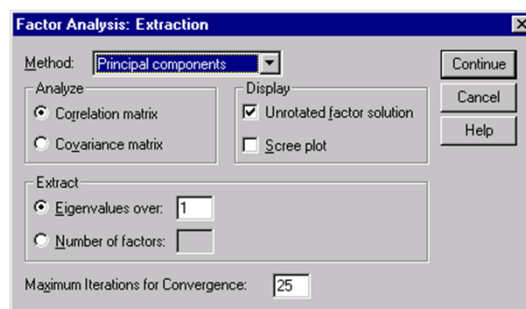 Factor Analysis: Extraction
Method: Principal components
Continue
Cancel
Help
Analyze
Correlation matrix
Covariance matrix
Display
Unrotated factor solution
Scree plot
Extract
Eigenvalues over: 1
Number of factors:
Maximum Iterations for Convergence: 25